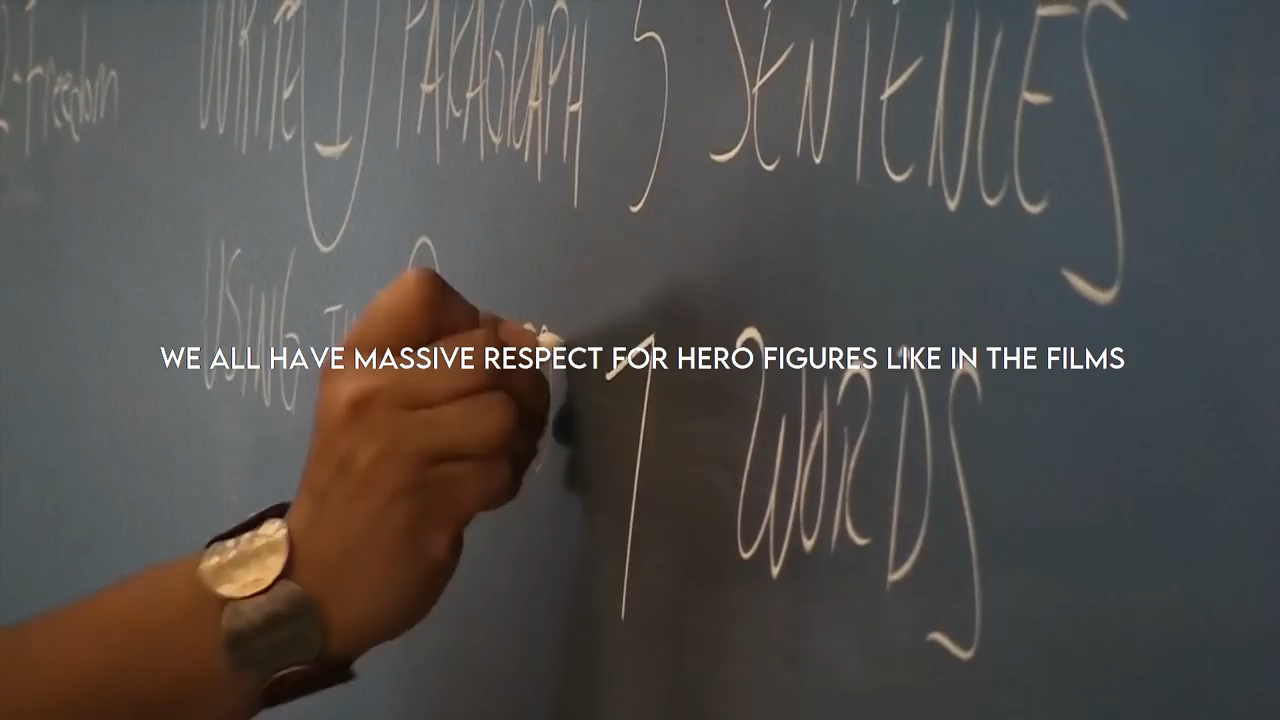 2-Freedom
WRITE (1) PARAGRAPH 5 SENTENCES
USING
7 WORDS
WE ALL HAVE MASSIVE RESPECT FOR HERO FIGURES LIKE IN THE FILMS